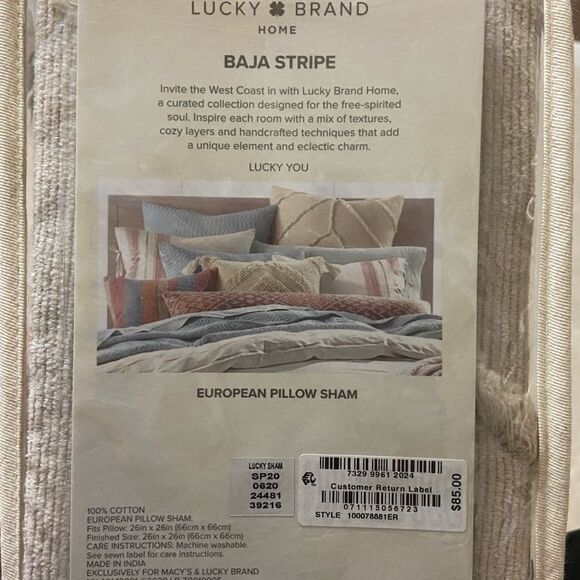 LUCKY BRAND
HOME
BAJA STRIPE
Invite the West Coast in with Lucky Brand Home,
a curated collection designed for the free-spirited
soul. Inspire each room with a mix of textures,
cozy layers and handcrafted techniques that add
a unique element and eclectic charm.
LUCKY YOU
EUROPEAN PILLOW SHAM
LUCKY SHAM
SP20
0620
24481
39216
7329 9961 2024
Customer Return Label
071115056723
STYLE 100078881ER
$85.00
100% COTTON
EUROPEAN PILLOW SHAM:
Fits Pillow: 26in x 26in (66cm x 66cm)
Finished Size: 26in x 26in (66cm x 66cm)
CARE INSTRUCTIONS: Machine washable.
See sewn label for care instructions.
MADE IN INDIA
EXCLUSIVELY FOR MACY'S & LUCKY BRAND